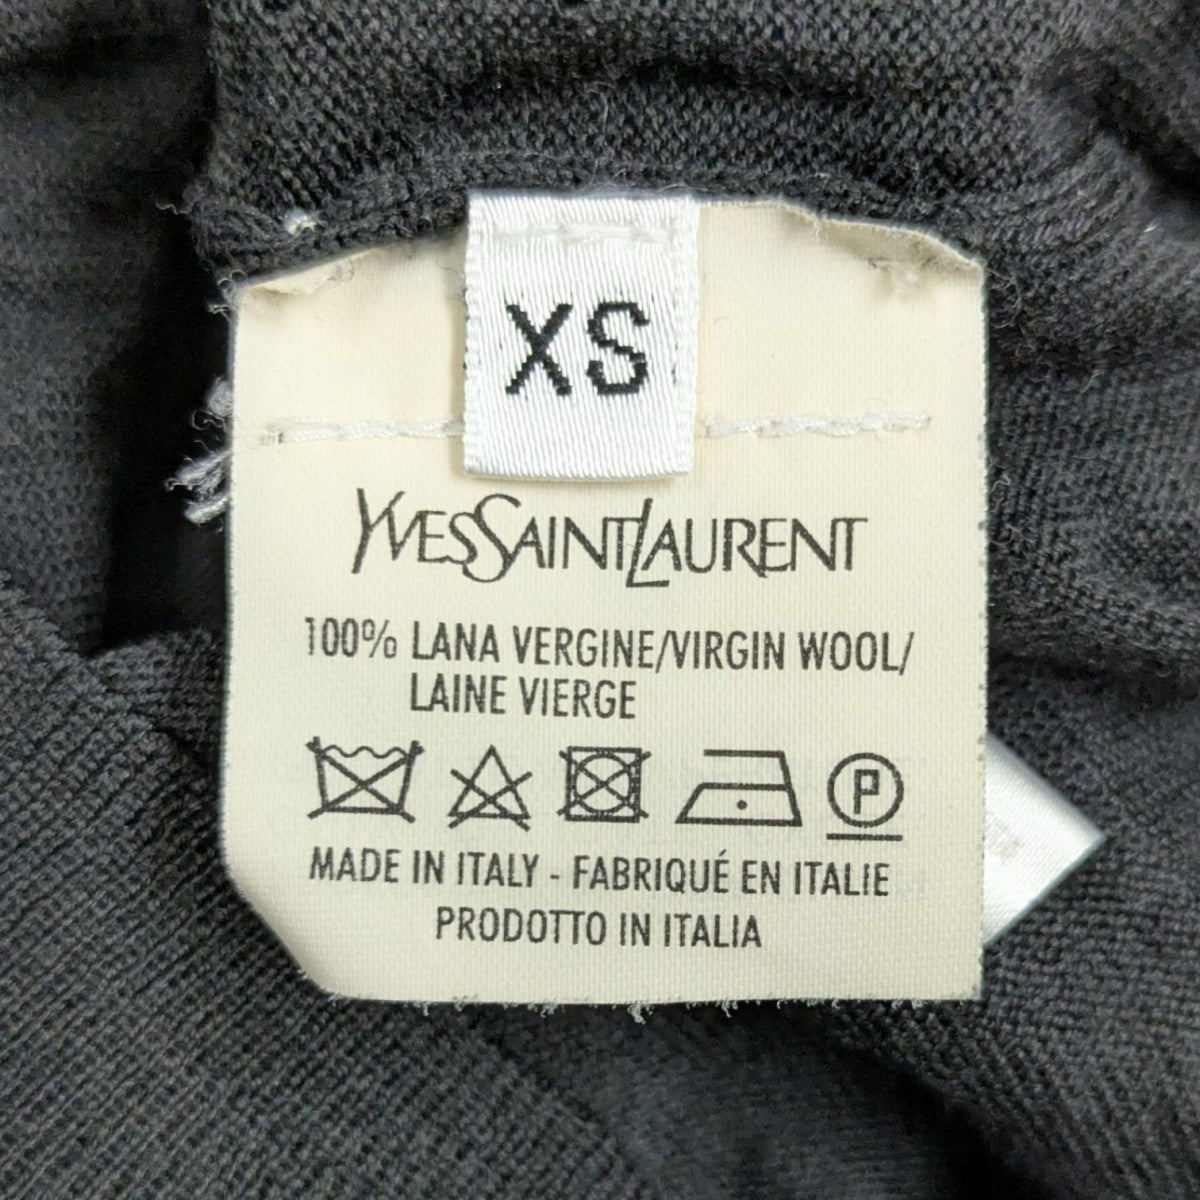 XS
YVESSAINTLAURENT
100% LANA VERGINE/VIRGIN WOOL/
LAINE VIERGE
P
MADE IN ITALY - FABRIQUÉ EN ITALIE
PRODOTTO IN ITALIA